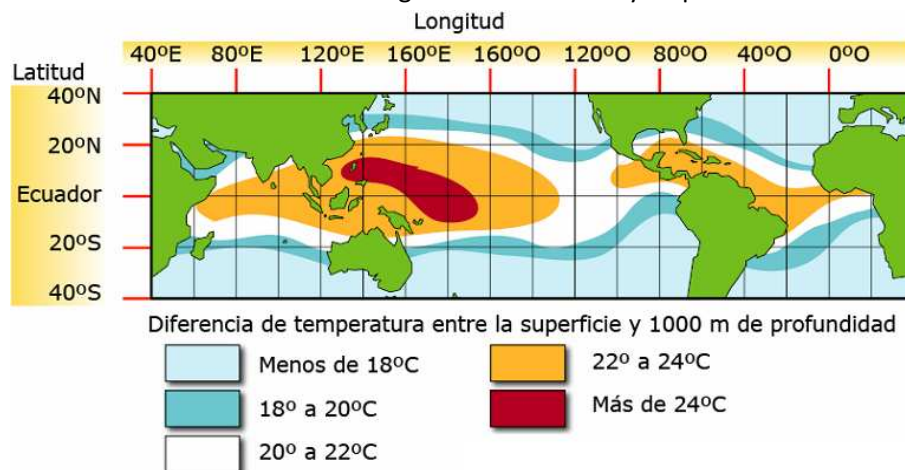 Longitud
40ºE 80ºE 120ºE 160ºE 160ºO 120ºO 80ºO 40ºO 0ºO
Latitud
40ºN
20ºN
Ecuador
20ºS
40ºS
Diferencia de temperatura entre la superficie y 1000 m de profundidad
Menos de 18ºC
22º a 24ºC
18º a 20ºC
Más de 24ºC
20º a 22ºC